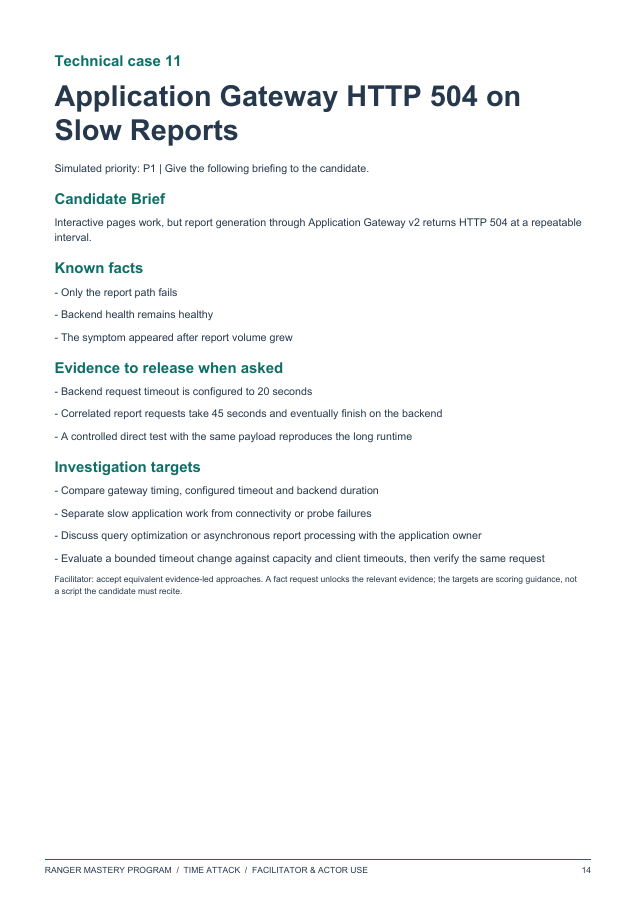 Technical case 11
Application Gateway HTTP 504 on
Slow Reports
Simulated priority: P1 | Give the following briefing to the candidate.
Candidate Brief
Interactive pages work, but report generation through Application Gateway v2 returns HTTP 504 at a repeatable
interval.
Known facts
- Only the report path fails
- Backend health remains healthy
- The symptom appeared after report volume grew
Evidence to release when asked
- Backend request timeout is configured to 20 seconds
- Correlated report requests take 45 seconds and eventually finish on the backend
- A controlled direct test with the same payload reproduces the long runtime
Investigation targets
- Compare gateway timing, configured timeout and backend duration
- Separate slow application work from connectivity or probe failures
- Discuss query optimization or asynchronous report processing with the application owner
- Evaluate a bounded timeout change against capacity and client timeouts, then verify the same request
Facilitator: accept equivalent evidence-led approaches. A fact request unlocks the relevant evidence; the targets are scoring guidance, not
a script the candidate must recite.
RANGER MASTERY PROGRAM / TIME ATTACK / FACILITATOR & ACTOR USE 14